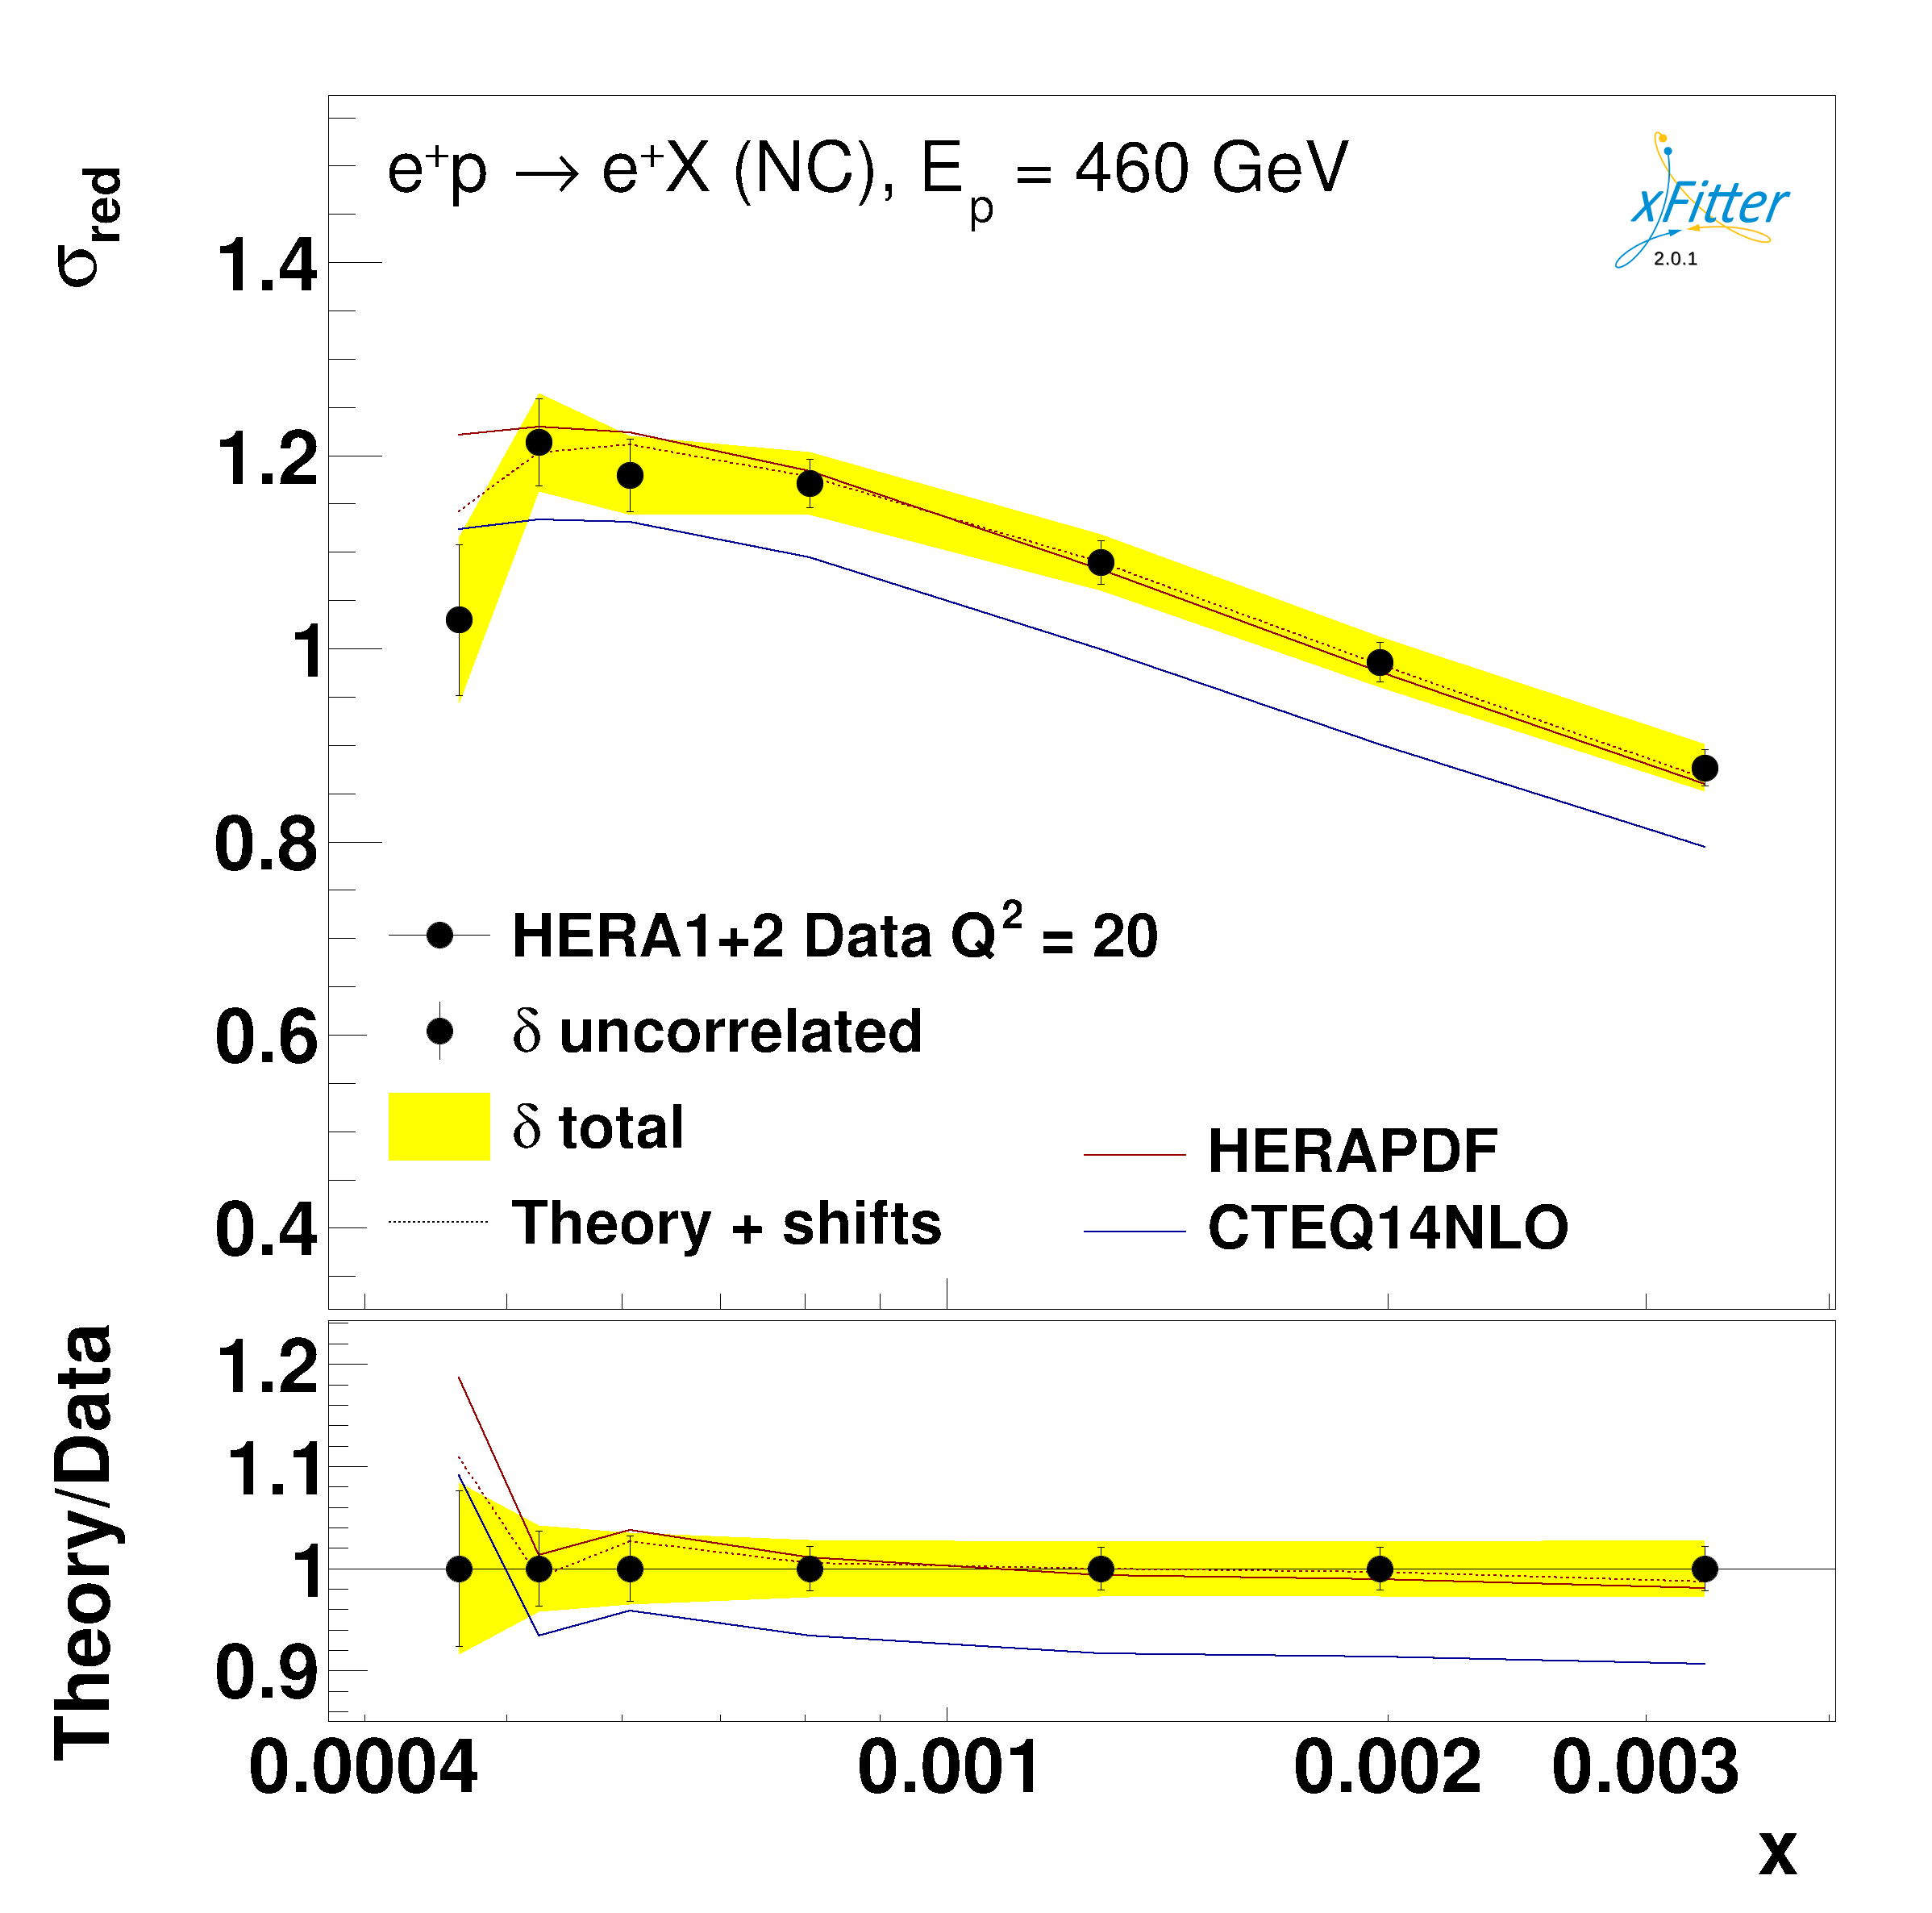 e⁺p → e⁺X (NC), E_p = 460 GeV
xFitter
2.0.1
σ_red
1.4
1.2
1
0.8
0.6
0.4
HERA1+2 Data Q² = 20
δ uncorrelated
δ total
Theory + shifts
HERAPDF
CTEQ14NLO
Theory/Data
1.2
1.1
1
0.9
0.0004 0.001 0.002 0.003
x